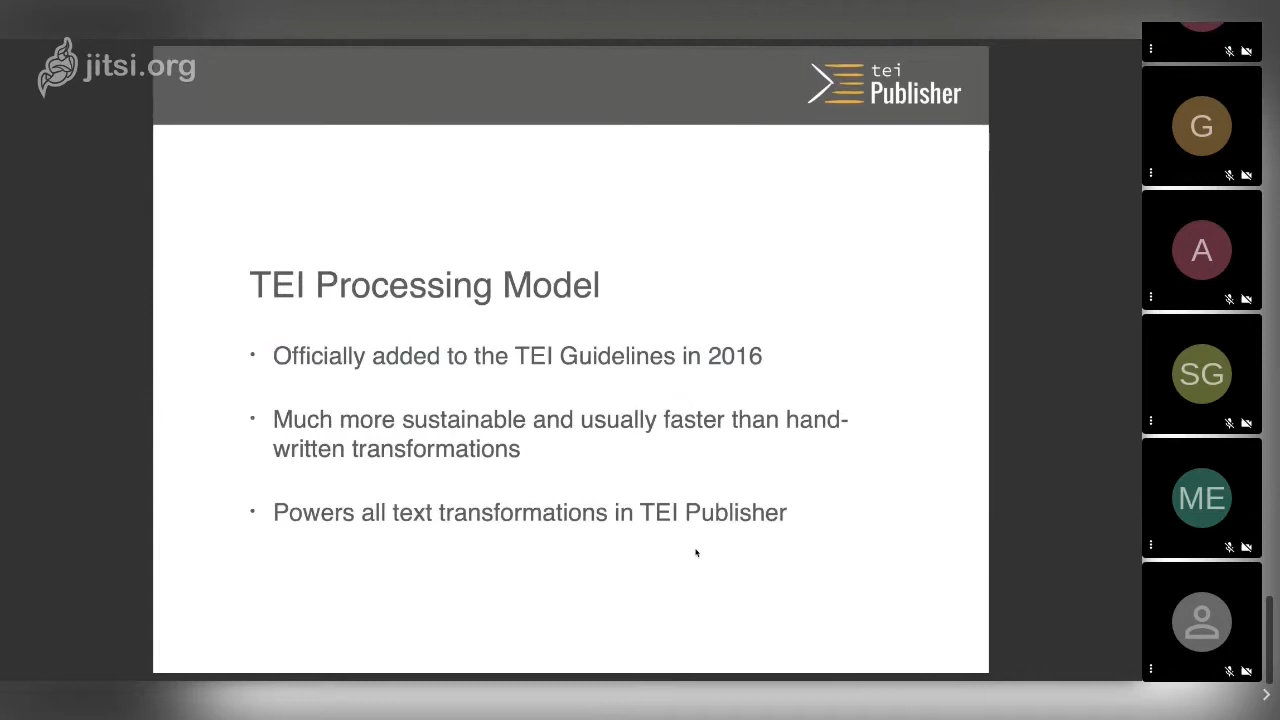 jitsi.org
tei
Publisher
TEI Processing Model
• Officially added to the TEI Guidelines in 2016
• Much more sustainable and usually faster than hand-
written transformations
• Powers all text transformations in TEI Publisher
G
A
SG
ME